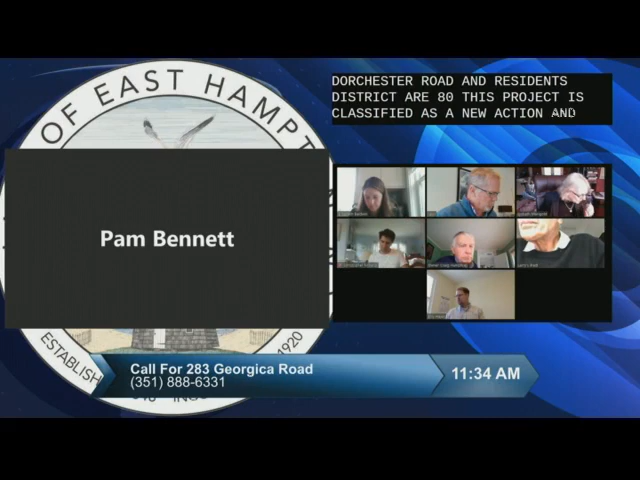 OF EAST HAMPT
DORCHESTER ROAD AND RESIDENTS
DISTRICT ARE 80 THIS PROJECT IS
CLASSIFIED AS A NEW ACTION AND
Pam Bennett
ESTABLISH
1920
INC
Call For 283 Georgica Road
(351) 888-6331
11:34 AM